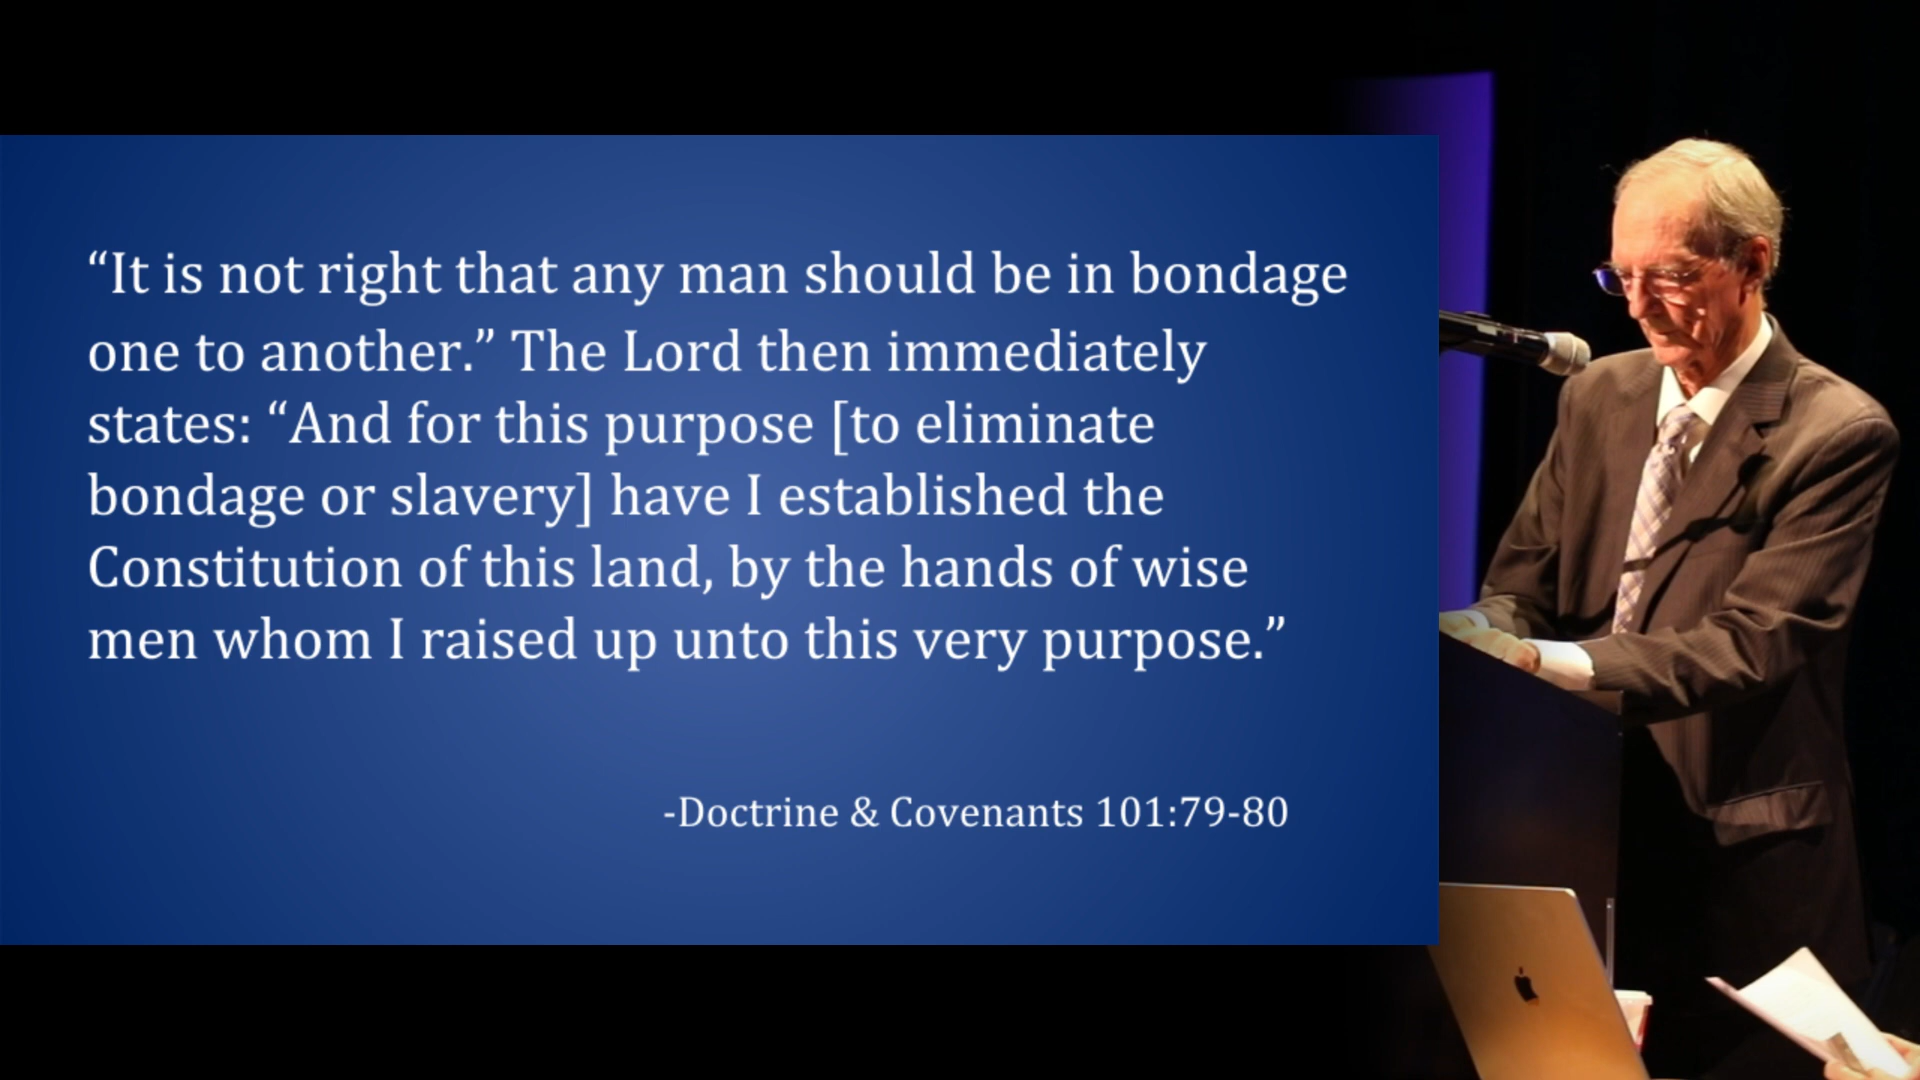 “It is not right that any man should be in bondage
one to another.” The Lord then immediately
states: “And for this purpose [to eliminate
bondage or slavery] have I established the
Constitution of this land, by the hands of wise
men whom I raised up unto this very purpose.”
-Doctrine & Covenants 101:79-80